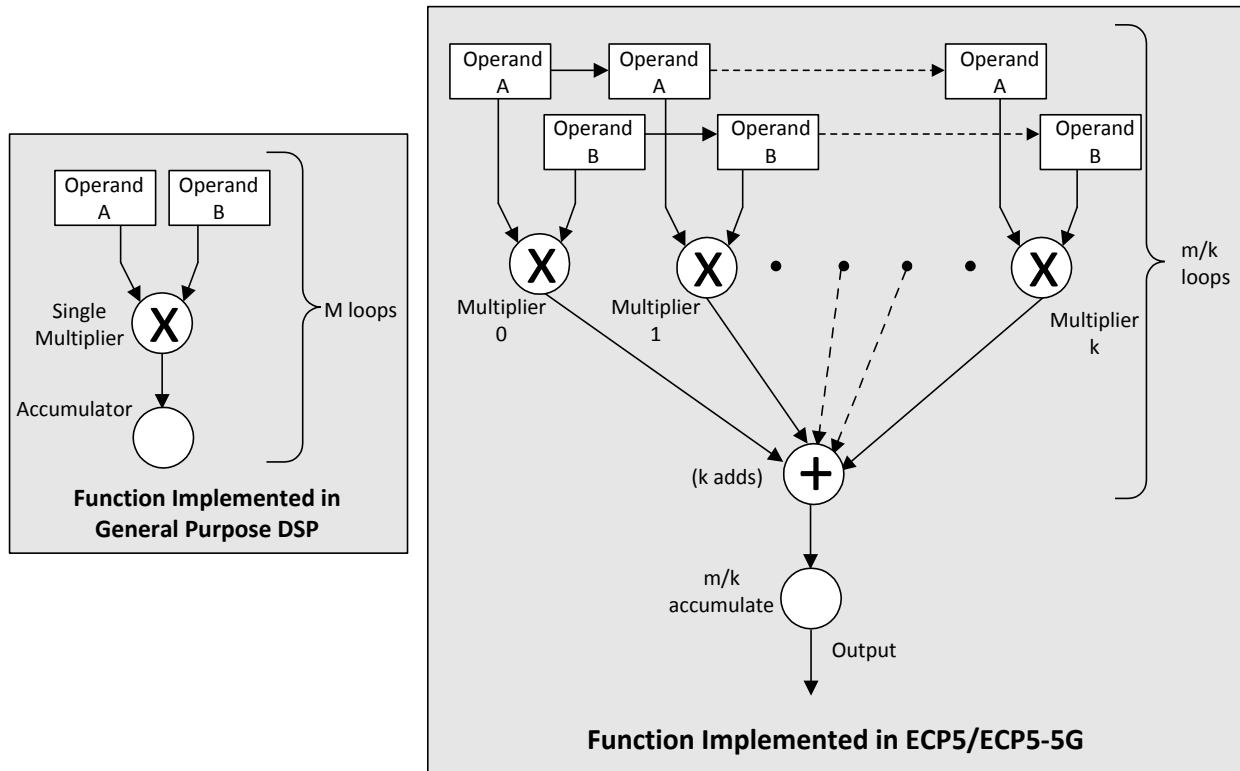 Operand
A
Operand
B
Single
Multiplier
X
Accumulator
M loops
Function Implemented in
General Purpose DSP
Operand
A
Operand
A
Operand
A
Operand
B
Operand
B
Operand
B
X
X
X
Multiplier
0
Multiplier
1
Multiplier
k
m/k
loops
(k adds)
+
m/k
accumulate
Output
Function Implemented in ECP5/ECP5-5G